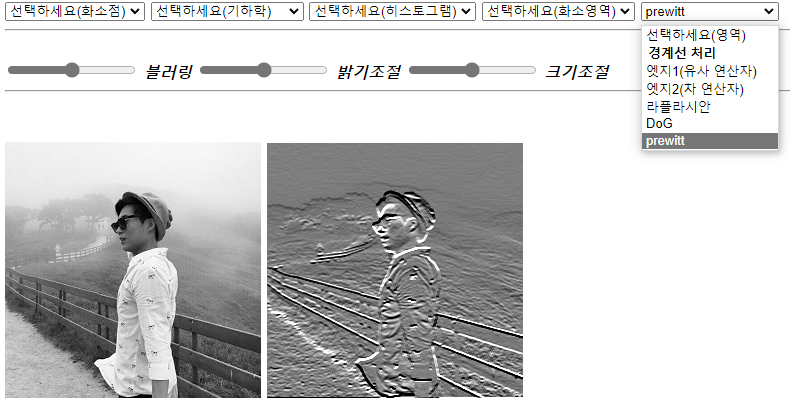 선택하세요(화소점) 선택하세요(기하학) 선택하세요(히스토그램) 선택하세요(화소영역) prewitt
선택하세요(영역)
경계선 처리
엣지1(유사 연산자)
엣지2(차 연산자)
라플라시안
DoG
prewitt
블러링 밝기조절 크기조절